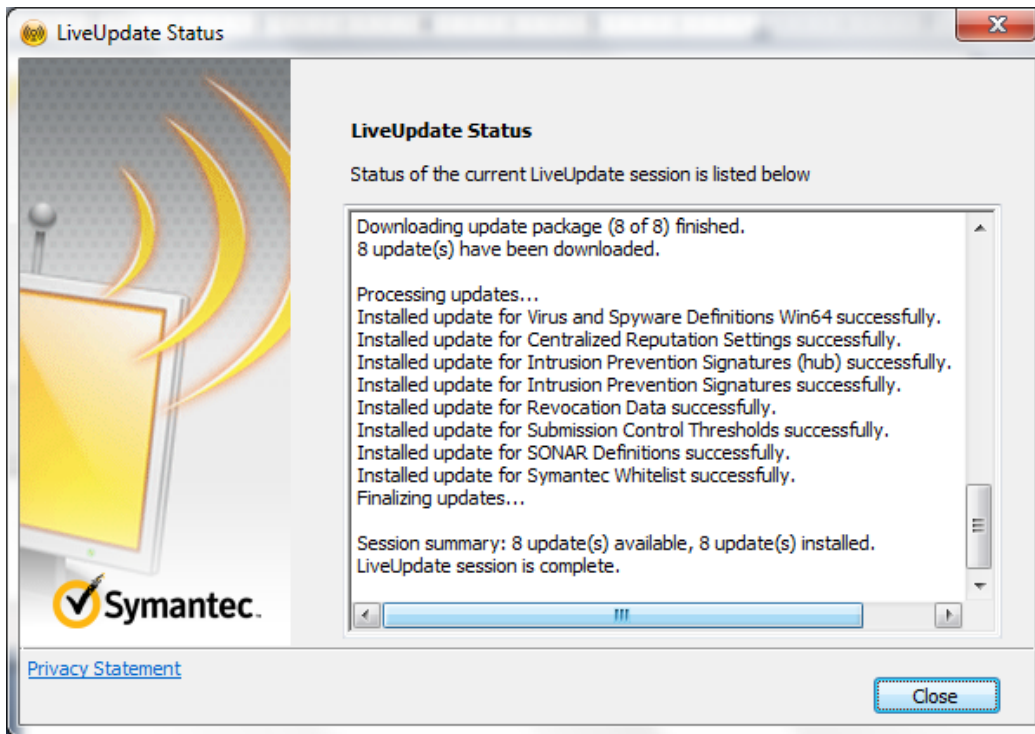 LiveUpdate Status
LiveUpdate Status
Status of the current LiveUpdate session is listed below
Downloading update package (8 of 8) finished.
8 update(s) have been downloaded.
Processing updates...
Installed update for Virus and Spyware Definitions Win64 successfully.
Installed update for Centralized Reputation Settings successfully.
Installed update for Intrusion Prevention Signatures (hub) successfully.
Installed update for Intrusion Prevention Signatures successfully.
Installed update for Revocation Data successfully.
Installed update for Submission Control Thresholds successfully.
Installed update for SONAR Definitions successfully.
Installed update for Symantec Whitelist successfully.
Finalizing updates...
Session summary: 8 update(s) available, 8 update(s) installed.
LiveUpdate session is complete.
Symantec.
Privacy Statement
Close